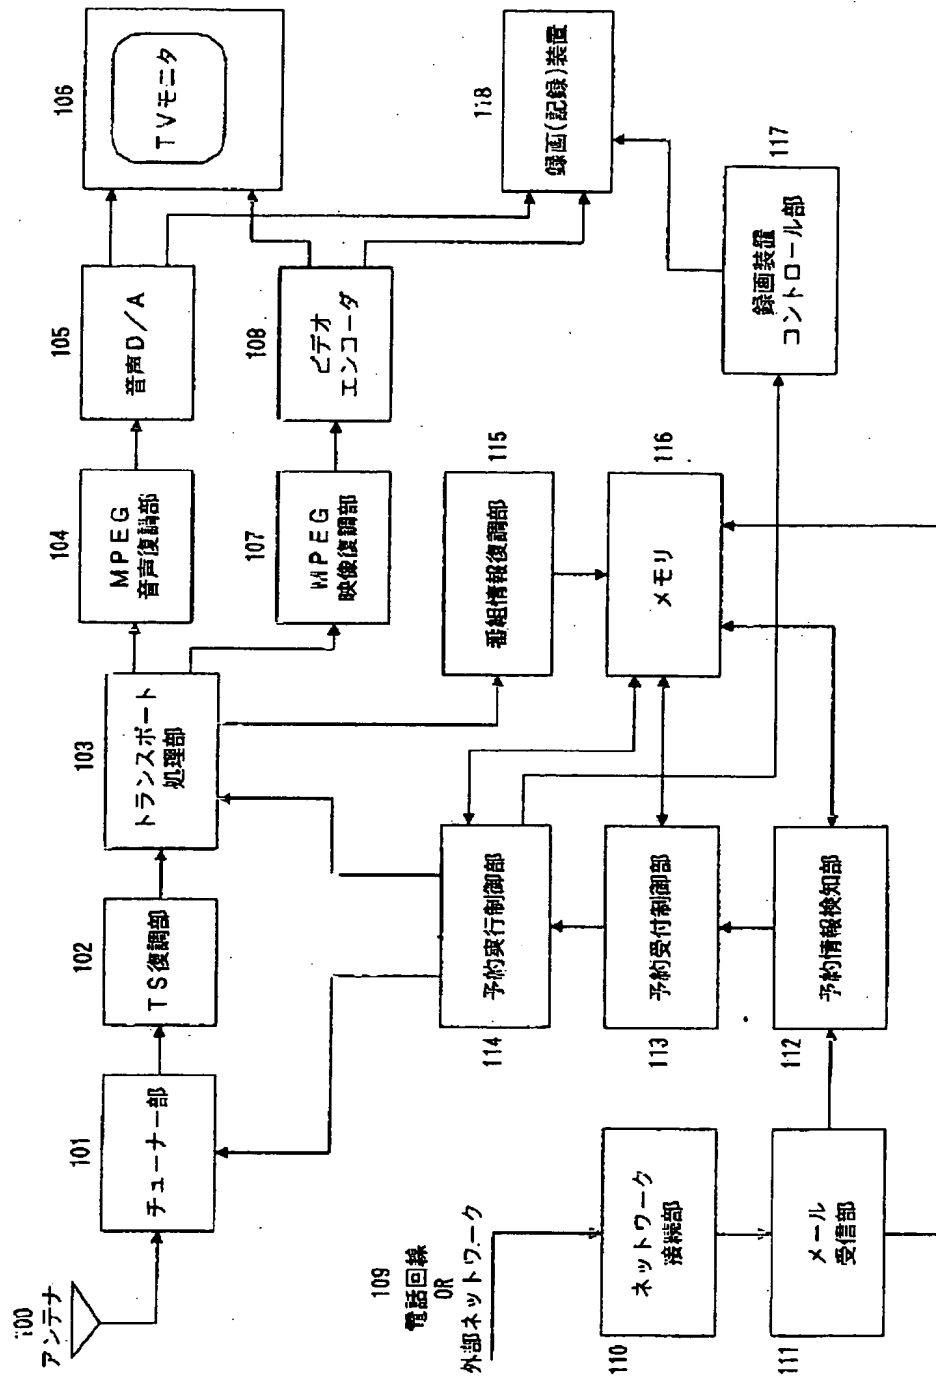 100
アンテナ
101
チューナー部
102
TS復調部
103
トランスポート
処理部
104
MPEG
音声復調部
105
音声D/A
106
TVモニタ
107
MPEG
映像復調部
108
ビデオ
エンコーダ
109
電話回線
OR
外部ネットワーク
110
ネットワーク
接続部
111
メール
受信部
112
予約情報検知部
113
予約受付制御部
114
予約実行制御部
115
番組情報復調部
116
メモリ
117
録画装置
コントロール部
118
録画(記録)装置